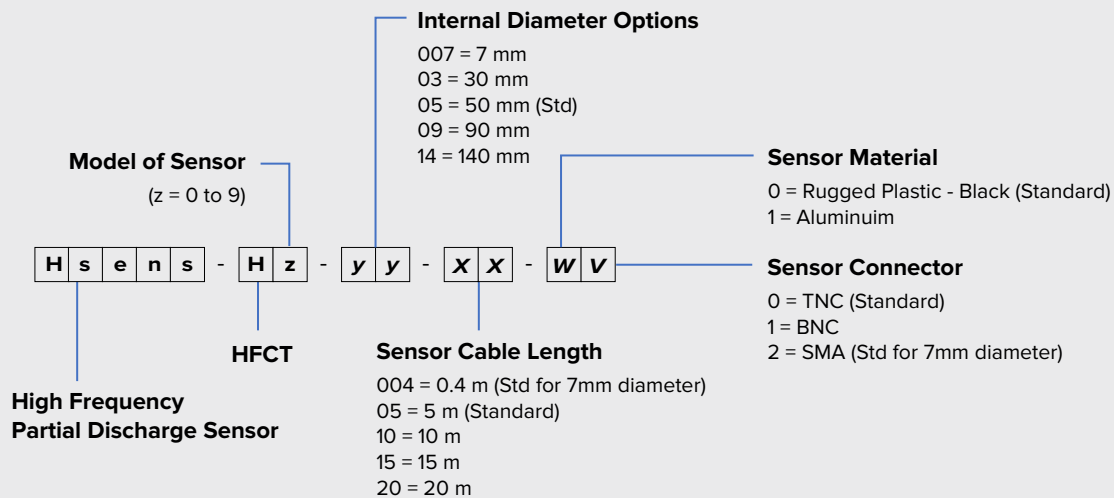 Internal Diameter Options
007 = 7 mm
03 = 30 mm
05 = 50 mm (Std)
09 = 90 mm
14 = 140 mm
Model of Sensor
(z = 0 to 9)
Sensor Material
0 = Rugged Plastic - Black (Standard)
1 = Aluminuim
H s e n s - H z - y y - X X - W V
Sensor Connector
0 = TNC (Standard)
1 = BNC
2 = SMA (Std for 7mm diameter)
HFCT
Sensor Cable Length
004 = 0.4 m (Std for 7mm diameter)
05 = 5 m (Standard)
10 = 10 m
15 = 15 m
20 = 20 m
High Frequency
Partial Discharge Sensor